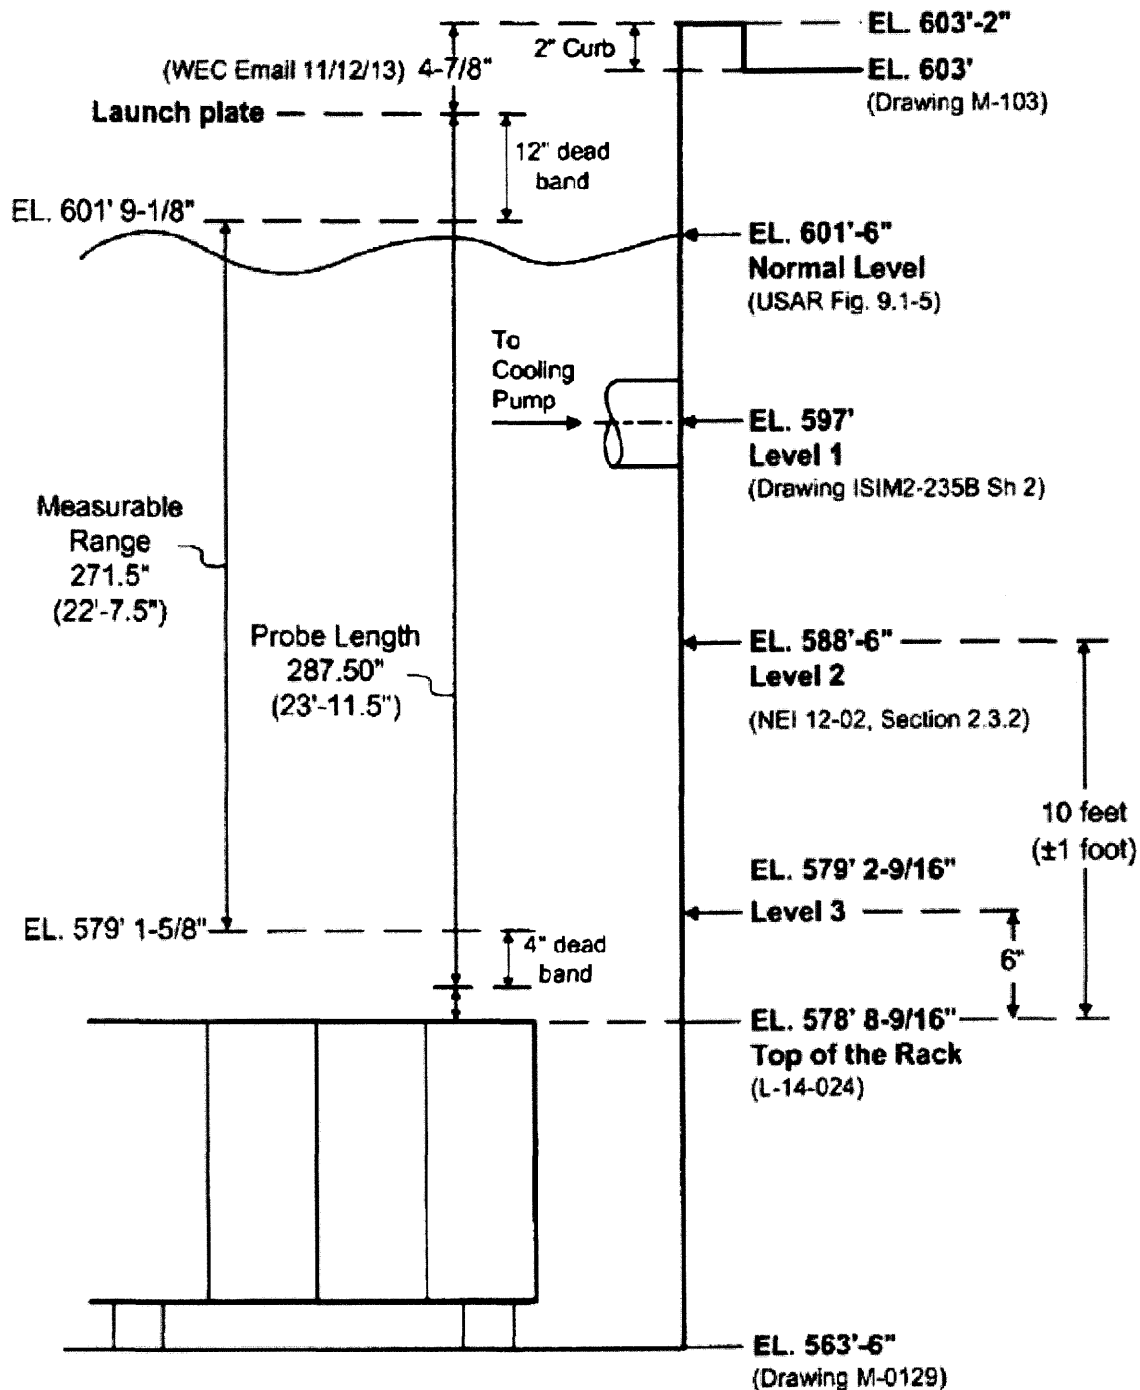 EL. 603'-2"
2" Curb
(WEC Email 11/12/13) 4-7/8"
EL. 603'
(Drawing M-103)
Launch plate
12" dead
band
EL. 601' 9-1/8"
EL. 601'-6"
Normal Level
(USAR Fig. 9.1-5)
To
Cooling
Pump
EL. 597'
Level 1
(Drawing ISIM2-235B Sh 2)
Measurable
Range
271.5"
(22'-7.5")
Probe Length
287.50"
(23'-11.5")
EL. 588'-6"
Level 2
(NEI 12-02, Section 2.3.2)
10 feet
(±1 foot)
EL. 579' 2-9/16"
Level 3
EL. 579' 1-5/8"
4" dead
band
6"
EL. 578' 8-9/16"
Top of the Rack
(L-14-024)
EL. 563'-6"
(Drawing M-0129)